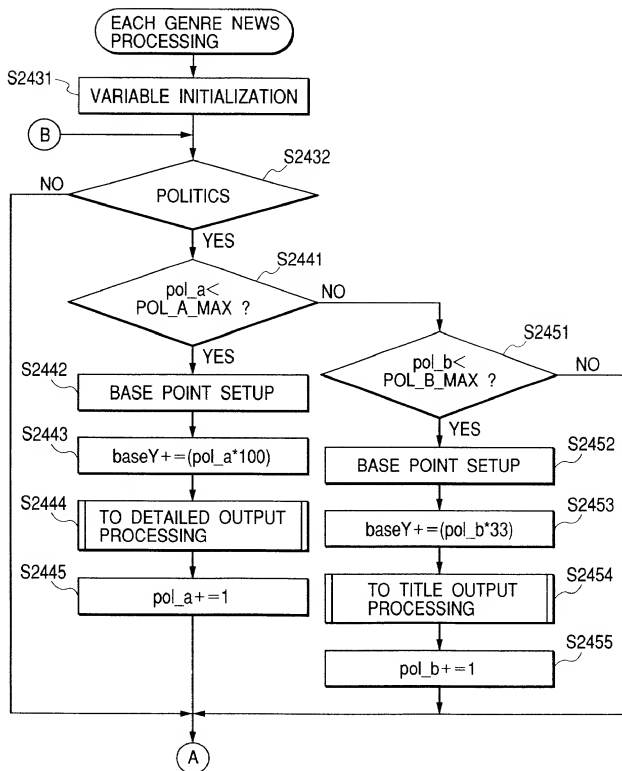 EACH GENRE NEWS
PROCESSING
S2431
VARIABLE INITIALIZATION
B
S2432
NO
POLITICS
YES
S2441
pol_a<
POL_A_MAX ?
NO
YES
S2451
pol_b<
POL_B_MAX ?
NO
YES
S2442
BASE POINT SETUP
S2443
baseY+=(pol_a*100)
S2444
TO DETAILED OUTPUT
PROCESSING
S2445
pol_a+=1
S2452
BASE POINT SETUP
S2453
baseY+=(pol_b*33)
S2454
TO TITLE OUTPUT
PROCESSING
S2455
pol_b+=1
A